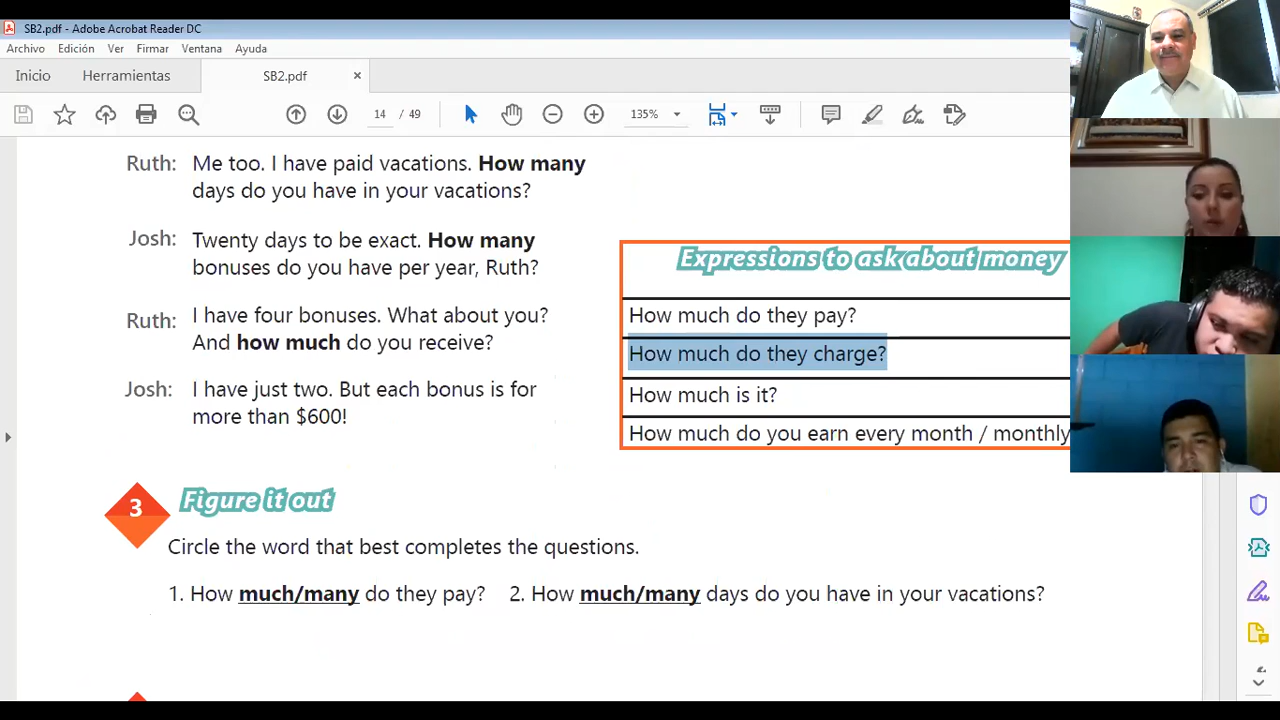 SB2.pdf - Adobe Acrobat Reader DC
Archivo Edición Ver Firmar Ventana Ayuda
Inicio Herramientas SB2.pdf ×
14 / 49 135%
Ruth: Me too. I have paid vacations. How many
days do you have in your vacations?
Josh: Twenty days to be exact. How many
bonuses do you have per year, Ruth?
Ruth: I have four bonuses. What about you?
And how much do you receive?
Josh: I have just two. But each bonus is for
more than $600!
Expressions to ask about money
How much do they pay?
How much do they charge?
How much is it?
How much do you earn every month / monthly
3 Figure it out
Circle the word that best completes the questions.
1. How much/many do they pay? 2. How much/many days do you have in your vacations?